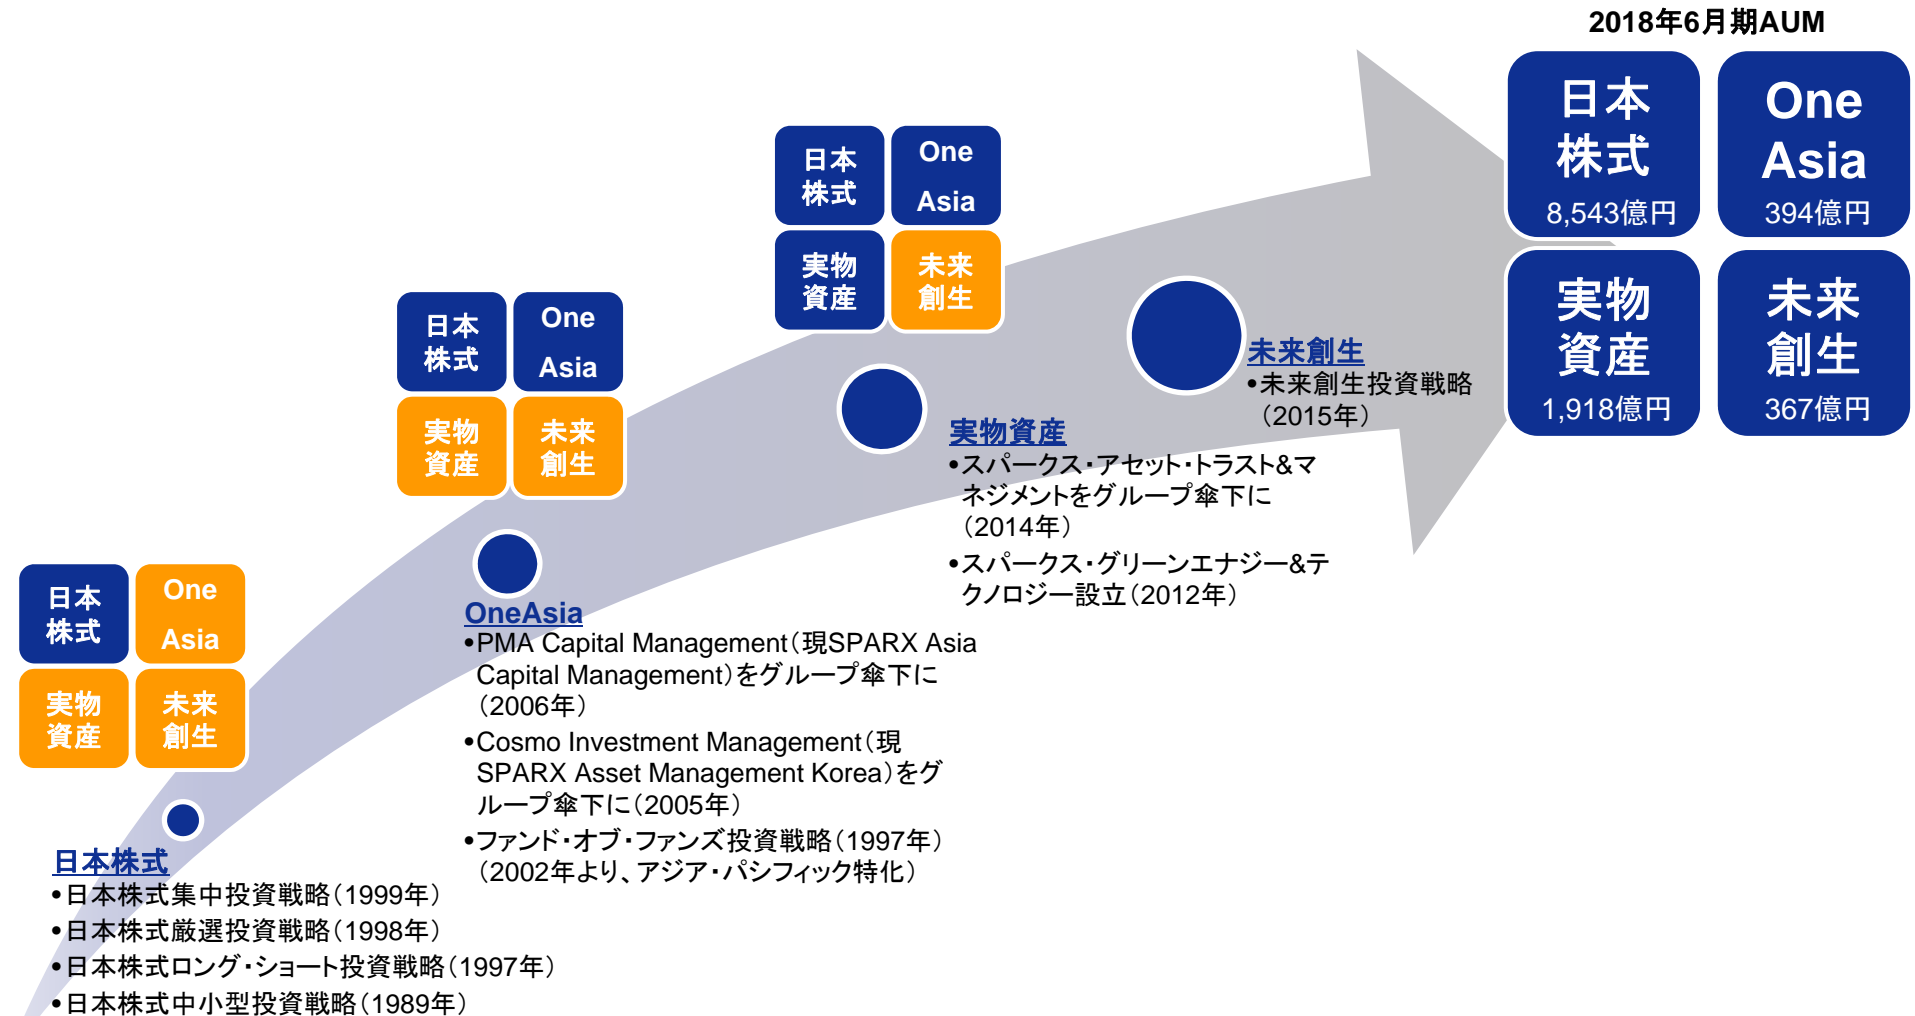 2018年6月期AUM
日本
株式
8,543億円
One
Asia
394億円
実物
資産
1,918億円
未来
創生
367億円
日本
株式
One
Asia
実物
資産
未来
創生
未来創生
•未来創生投資戦略
（2015年）
日本
株式
One
Asia
実物
資産
未来
創生
実物資産
•スパークス・アセット・トラスト&マ
ネジメントをグループ傘下に
（2014年）
•スパークス・グリーンエナジー&テ
クノロジー設立（2012年）
日本
株式
One
Asia
実物
資産
未来
創生
OneAsia
•PMA Capital Management（現SPARX Asia
Capital Management）をグループ傘下に
（2006年）
•Cosmo Investment Management（現
SPARX Asset Management Korea）をグ
ループ傘下に（2005年）
•ファンド・オブ・ファンズ投資戦略（1997年）
（2002年より、アジア・パシフィック特化）
日本株式
•日本株式集中投資戦略（1999年）
•日本株式厳選投資戦略（1998年）
•日本株式ロング・ショート投資戦略（1997年）
•日本株式中小型投資戦略（1989年）